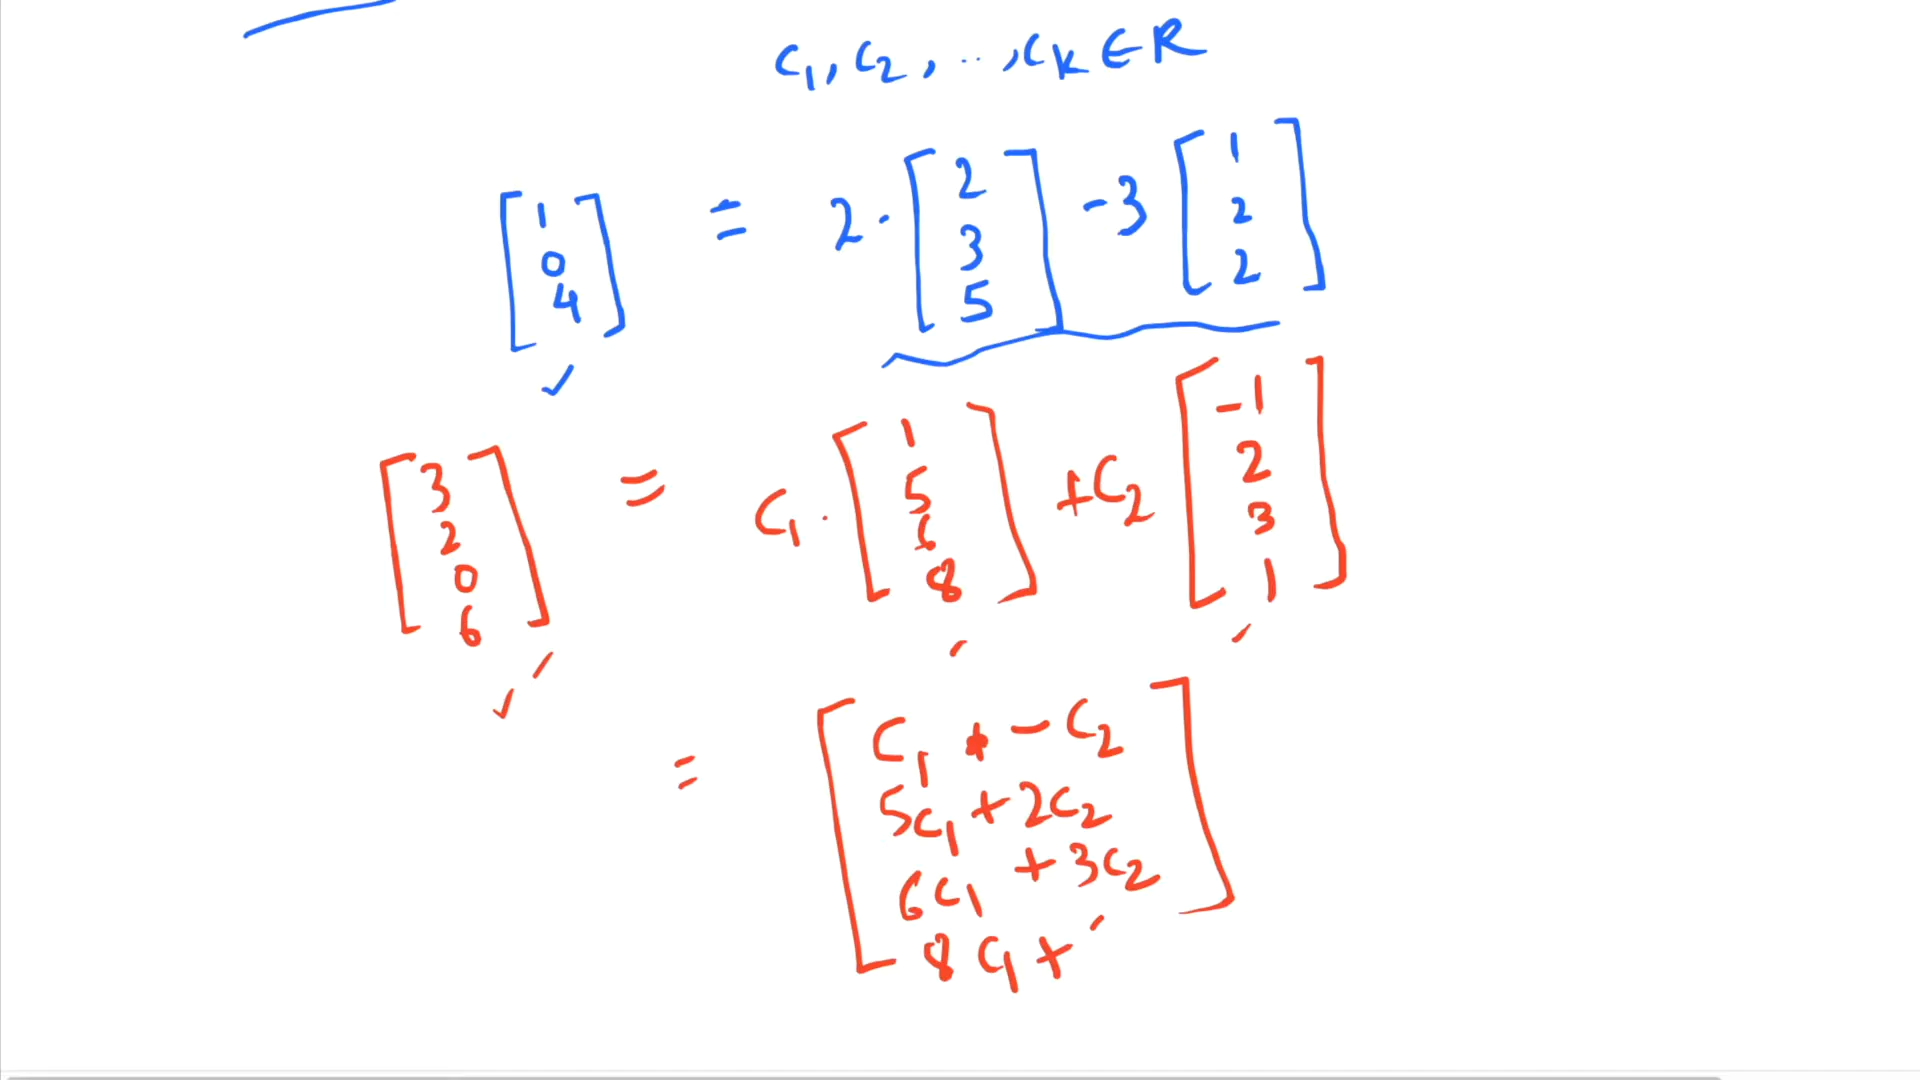 c₁, c₂, .., cₖ ∈ R
[1 0 4] = 2 · [2 3 5] -3 [1 2 2]
[3 2 0 6] = c₁ · [1 5 6 8] + c₂ [-1 2 3 1]
= [c₁ - c₂
5c₁ + 2c₂
6c₁ + 3c₂
8c₁ + ]